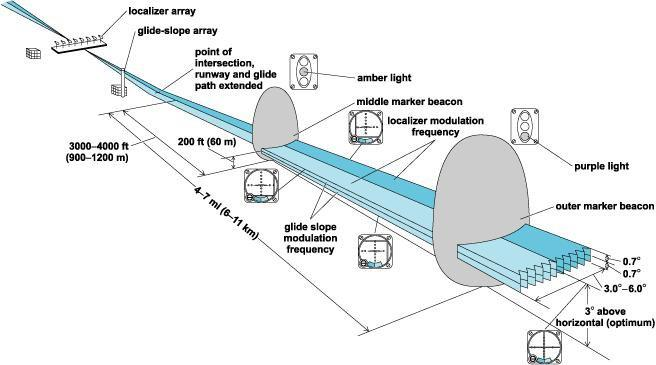 localizer array
glide-slope array
point of
intersection,
runway and glide
path extended
amber light
middle marker beacon
localizer modulation
frequency
3000–4000 ft
(900–1200 m)
200 ft (60 m)
purple light
4–7 mi (6–11 km)
glide slope
modulation
frequency
outer marker beacon
0.7°
0.7°
3.0°–6.0°
3° above
horizontal (optimum)